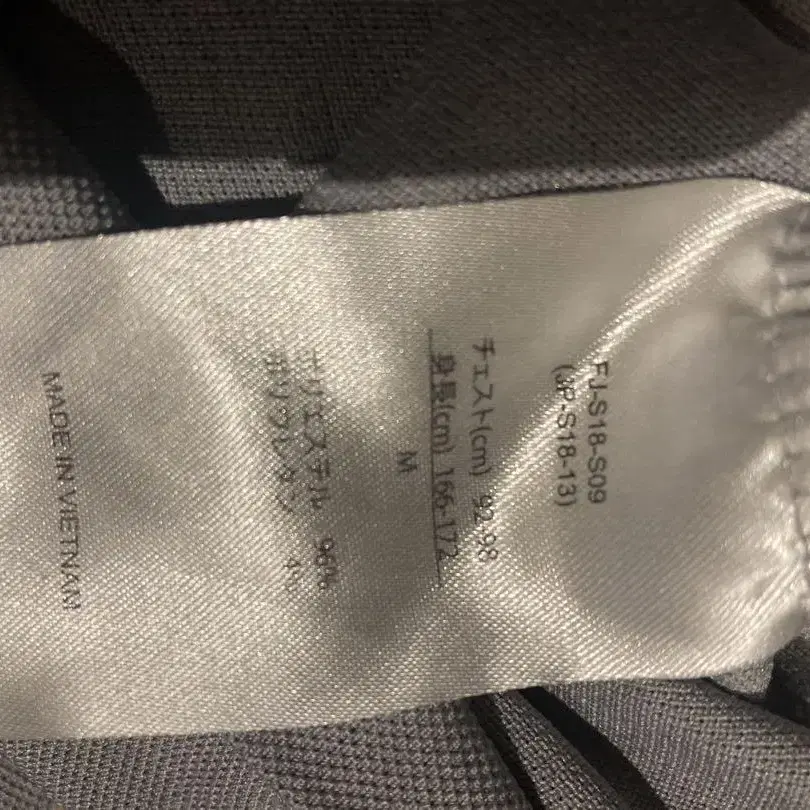 FJ-S18-S09
(JP-S18-13)
チェスト(cm) 92-98
身長(cm) 166-172
M
ポリエステル 96%
ポリウレタン 4%
MADE IN VIETNAM